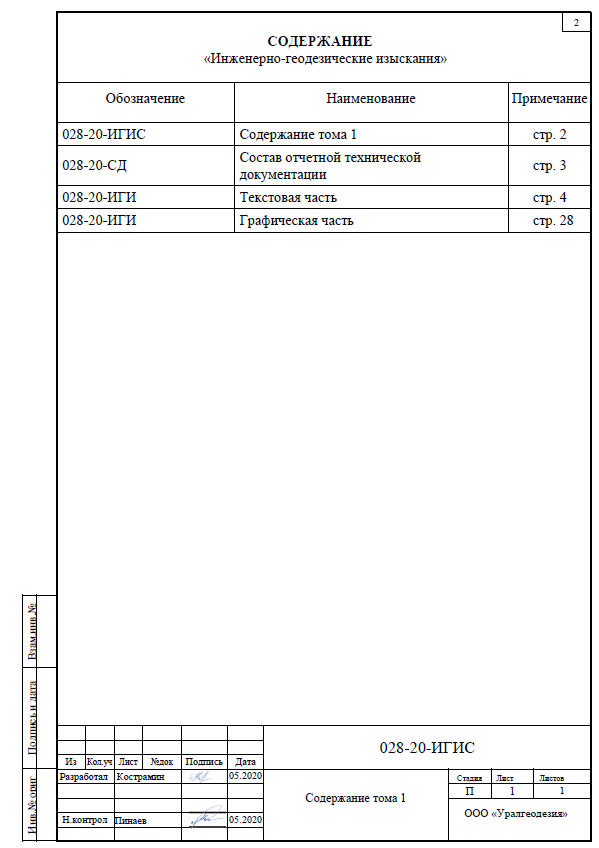 2
СОДЕРЖАНИЕ
«Инженерно-геодезические изыскания»
Обозначение Наименование Примечание
028-20-ИГИС Содержание тома 1 стр. 2
028-20-СД Состав отчетной технической документации стр. 3
028-20-ИГИ Текстовая часть стр. 4
028-20-ИГИ Графическая часть стр. 28
Взам.инв.№
Подпись и дата
Инв.№ ориг
028-20-ИГИС
Из Кол.уч Лист №док Подпись Дата
Разработал Кострамин 05.2020
Содержание тома 1
Стадия Лист Листов
П 1 1
ООО «Уралгеодезия»
Н.контрол Пинаев 05.2020